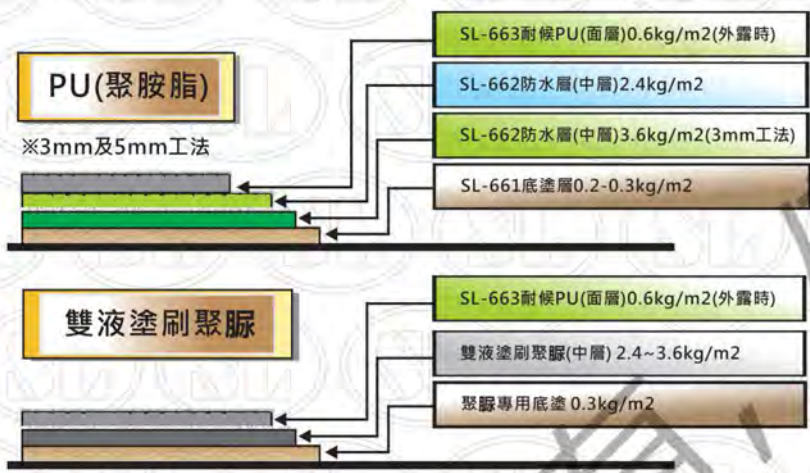 SL-663耐候PU(面層)0.6kg/m2(外露時)
PU(聚胺脂)
SL-662防水層(中層)2.4kg/m2
※3mm及5mm工法
SL-662防水層(中層)3.6kg/m2(3mm工法)
SL-661底塗層0.2-0.3kg/m2
SL-663耐候PU(面層)0.6kg/m2(外露時)
雙液塗刷聚脲
雙液塗刷聚脲(中層) 2.4~3.6kg/m2
聚脲專用底塗 0.3kg/m2